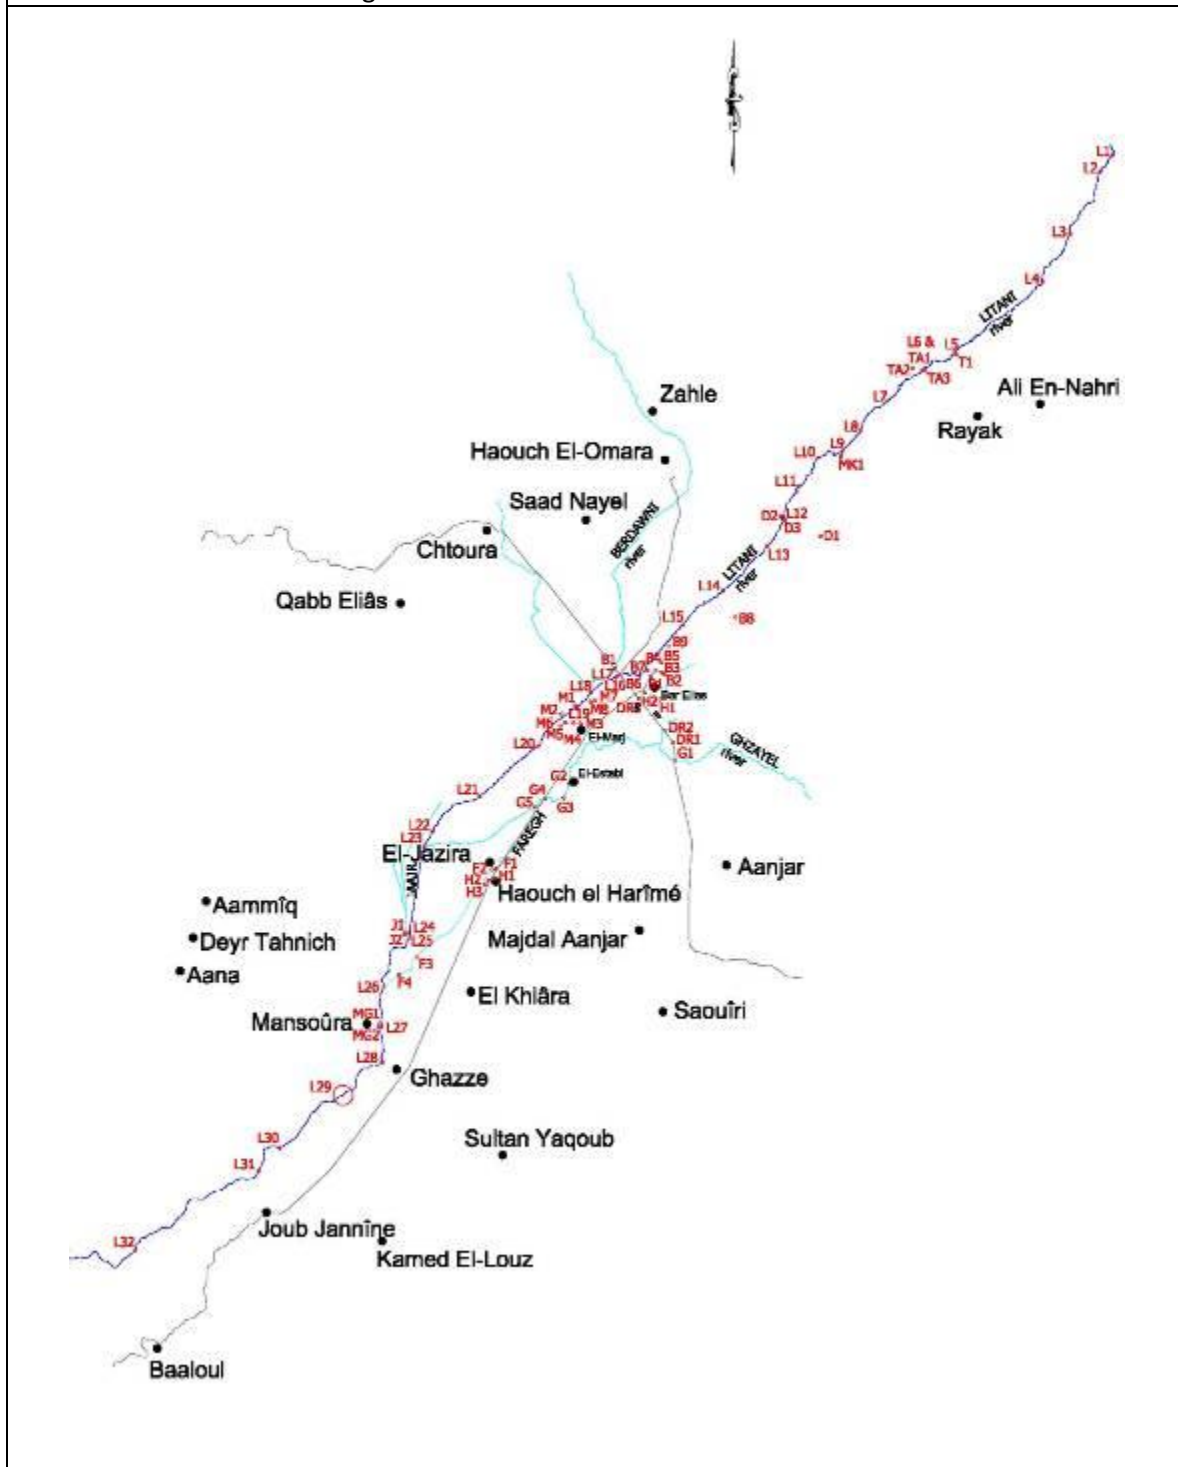 L1
L2
L3
L4
LITANI
river
L6 &
L5
TA1
TA2
TA3
T1
Ali En-Nahri
L7
Zahle
Rayak
L8
L9
Haouch El-Omara
L10
MK1
L11
Saad Nayel
D2
L12
D3
D1
BERDAWNI
river
Chtoura
L13
LITANI
river
L14
Qabb Eliâs
L15
B8
B9
B1
B5
B3
L17
B2
B6
L16
L18
Bar Elias
M1
M7
H2
M2
M8
H1
L19
M6
M3
M5
M4
El-Marj
DR2
L20
DR1
G1
GHZAYEL
river
G2
El-Establ
L21
G4
G5
G3
L22
L23
FAREGH
El-Jazira
F2
F1
Aanjar
H2
H1
H3
Haouch el Harîmé
Aammîq
J1
L24
Majdal Aanjar
J2
L25
Deyr Tahnich
F3
Aana
F4
L26
El Khiâra
MG1
Saouîri
Mansoûra
L27
MG2
L28
Ghazze
L29
L30
Sultan Yaqoub
L31
Joub Jannîne
L32
Kamed El-Louz
Baaloul